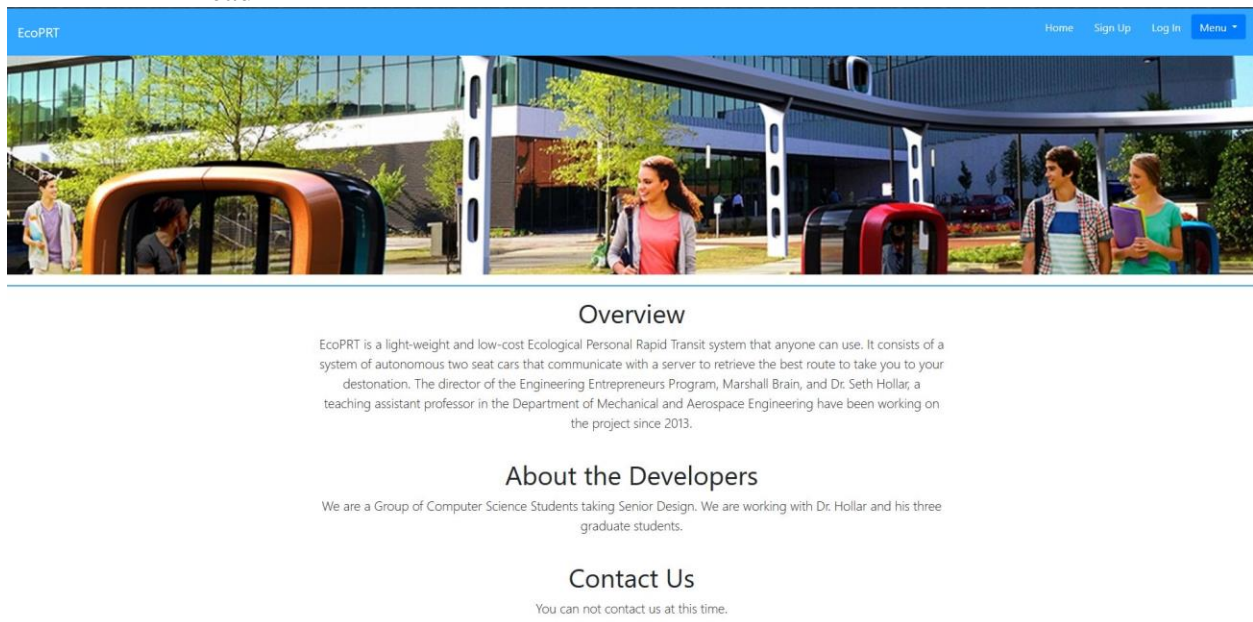 EcoPRT
Home Sign Up Log In Menu
Overview
EcoPRT is a light-weight and low-cost Ecological Personal Rapid Transit system that anyone can use. It consists of a
system of autonomous two seat cars that communicate with a server to retrieve the best route to take you to your
destonation. The director of the Engineering Entrepreneurs Program, Marshall Brain, and Dr. Seth Hollar, a
teaching assistant professor in the Department of Mechanical and Aerospace Engineering have been working on
the project since 2013.
About the Developers
We are a Group of Computer Science Students taking Senior Design. We are working with Dr. Hollar and his three
graduate students.
Contact Us
You can not contact us at this time.